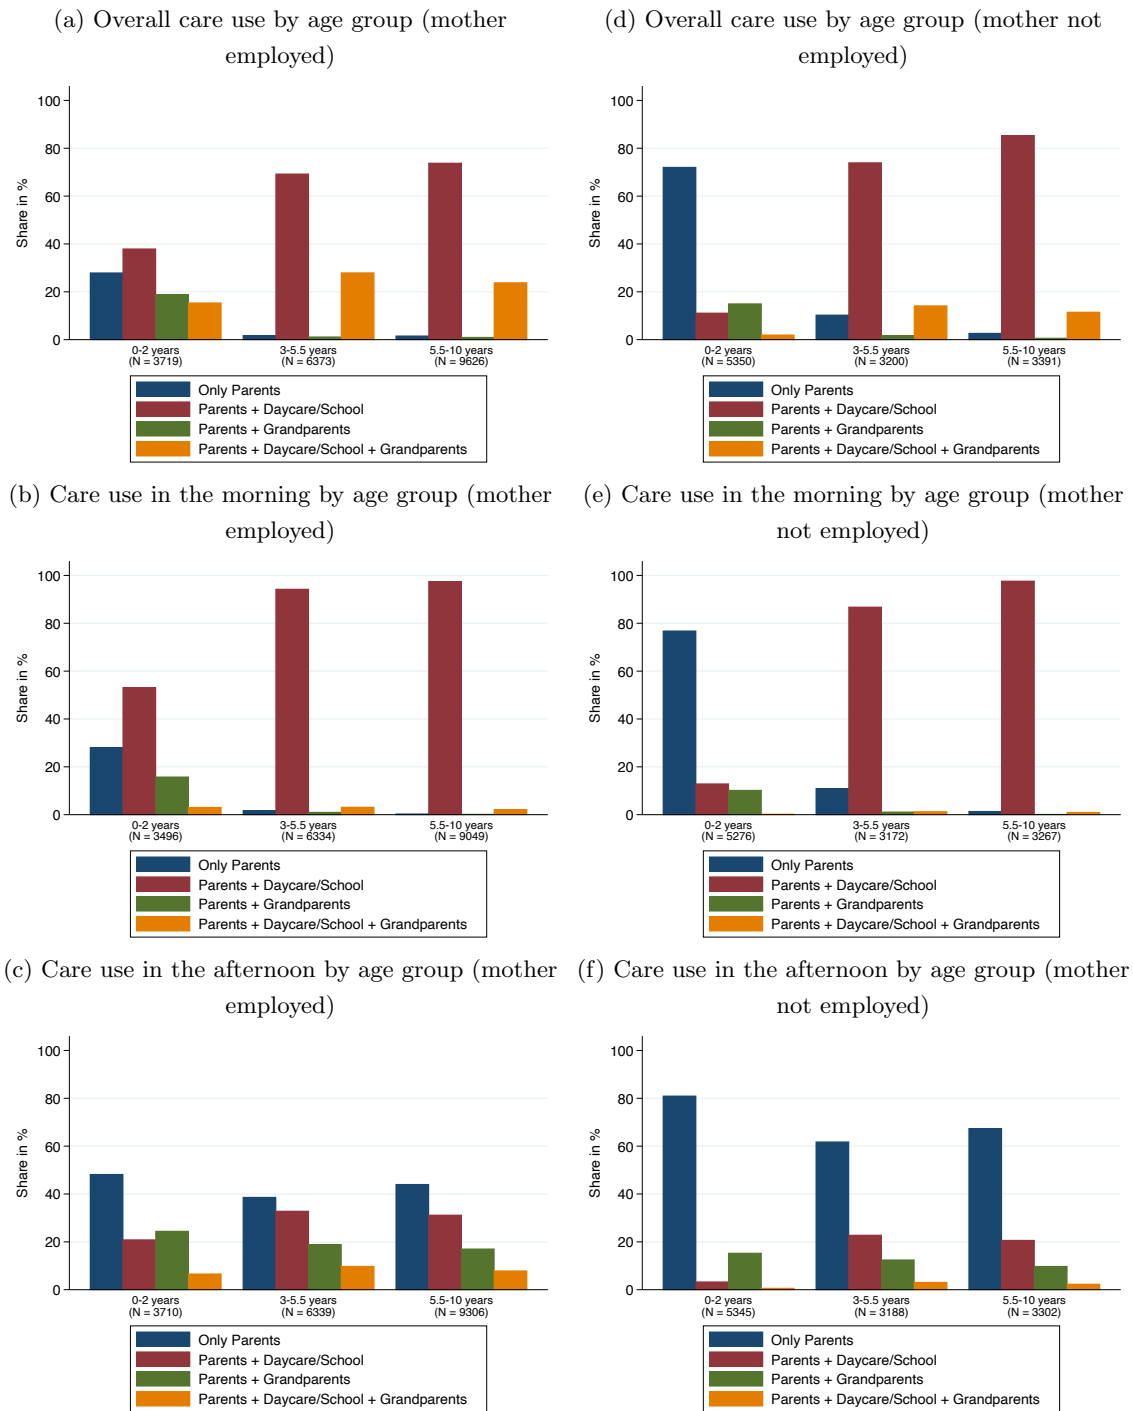 (a) Overall care use by age group (mother
employed)
100
80
60
40
20
0
Share in %
0-2 years
(N = 3719)
3-5.5 years
(N = 6373)
5.5-10 years
(N = 9626)
Only Parents
Parents + Daycare/School
Parents + Grandparents
Parents + Daycare/School + Grandparents
(d) Overall care use by age group (mother not
employed)
100
80
60
40
20
0
Share in %
0-2 years
(N = 5350)
3-5.5 years
(N = 3200)
5.5-10 years
(N = 3391)
Only Parents
Parents + Daycare/School
Parents + Grandparents
Parents + Daycare/School + Grandparents
(b) Care use in the morning by age group (mother
employed)
100
80
60
40
20
0
Share in %
0-2 years
(N = 3496)
3-5.5 years
(N = 6334)
5.5-10 years
(N = 9049)
Only Parents
Parents + Daycare/School
Parents + Grandparents
Parents + Daycare/School + Grandparents
(e) Care use in the morning by age group (mother
not employed)
100
80
60
40
20
0
Share in %
0-2 years
(N = 5276)
3-5.5 years
(N = 3172)
5.5-10 years
(N = 3267)
Only Parents
Parents + Daycare/School
Parents + Grandparents
Parents + Daycare/School + Grandparents
(c) Care use in the afternoon by age group (mother
employed)
100
80
60
40
20
0
Share in %
0-2 years
(N = 3710)
3-5.5 years
(N = 6339)
5.5-10 years
(N = 9306)
Only Parents
Parents + Daycare/School
Parents + Grandparents
Parents + Daycare/School + Grandparents
(f) Care use in the afternoon by age group (mother
not employed)
100
80
60
40
20
0
Share in %
0-2 years
(N = 5345)
3-5.5 years
(N = 3188)
5.5-10 years
(N = 3302)
Only Parents
Parents + Daycare/School
Parents + Grandparents
Parents + Daycare/School + Grandparents